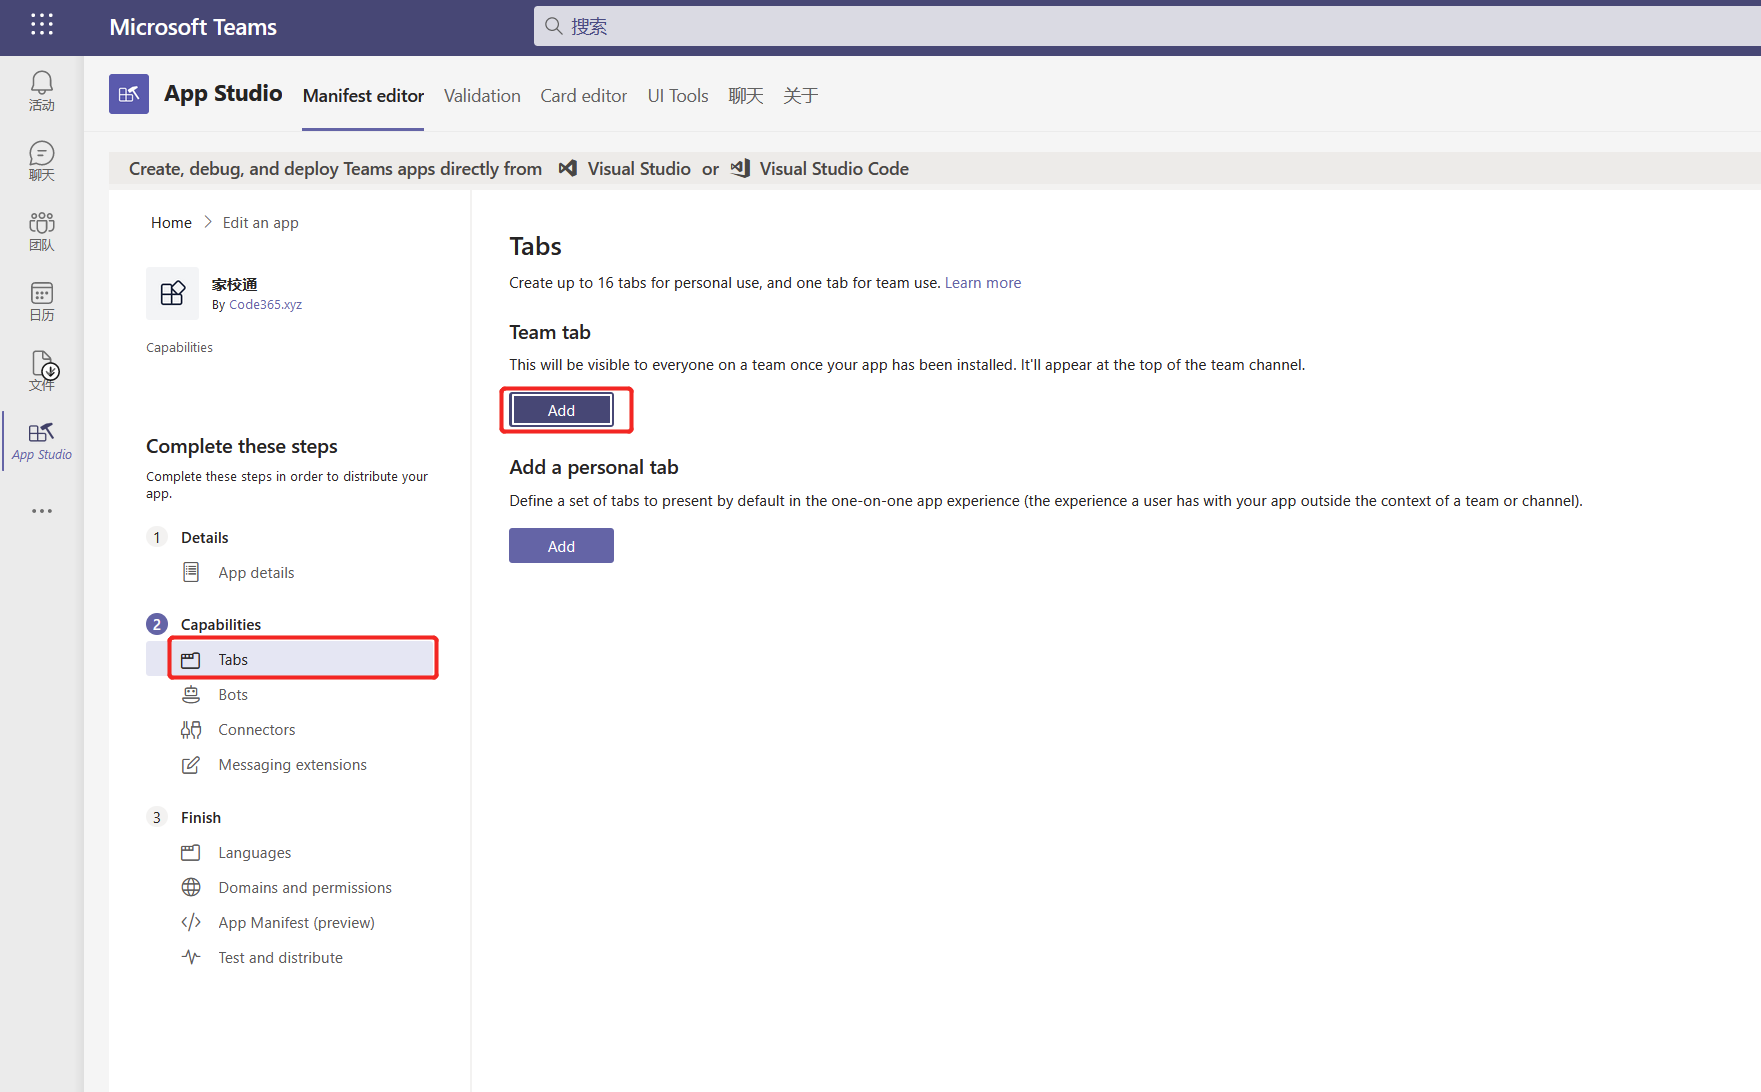 Microsoft Teams
搜索
活动
聊天
团队
日历
文件
App Studio
App Studio
Manifest editor
Validation
Card editor
UI Tools
聊天
关于
Create, debug, and deploy Teams apps directly from Visual Studio or Visual Studio Code
Home
Edit an app
家校通
By Code365.xyz
Capabilities
Complete these steps
Complete these steps in order to distribute your
app.
1 Details
App details
2 Capabilities
Tabs
Bots
Connectors
Messaging extensions
3 Finish
Languages
Domains and permissions
App Manifest (preview)
Test and distribute
Tabs
Create up to 16 tabs for personal use, and one tab for team use. Learn more
Team tab
This will be visible to everyone on a team once your app has been installed. It'll appear at the top of the team channel.
Add
Add a personal tab
Define a set of tabs to present by default in the one-on-one app experience (the experience a user has with your app outside the context of a team or channel).
Add